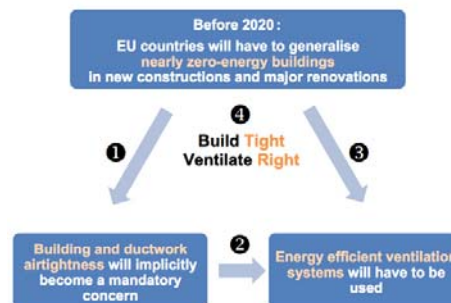 Before 2020 :
EU countries will have to generalise
nearly zero-energy buildings
in new constructions and major renovations
❹
❶
Build Tight
Ventilate Right
❸
Building and ductwork
airtightness will implicitly
become a mandatory
concern
❷
Energy efficient ventilation
systems will have to be
used